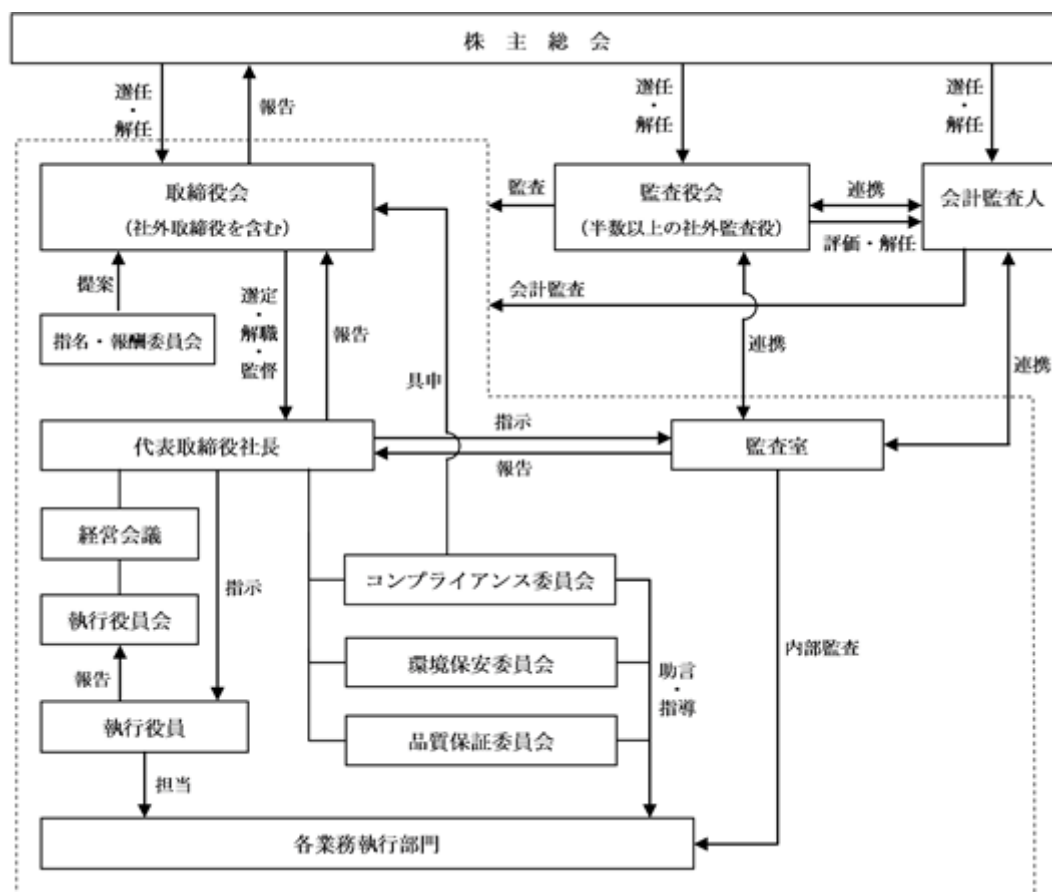 株主総会
選任・解任
報告
選任・解任
選任・解任
取締役会
(社外取締役を含む)
監査
監査役会
(半数以上の社外監査役)
連携
評価・解任
会計監査人
提案
指名・報酬委員会
選定・解職・監督
報告
具申
会計監査
連携
連携
代表取締役社長
指示
報告
監査室
経営会議
執行役員会
指示
コンプライアンス委員会
環境保安委員会
品質保証委員会
助言・指導
内部監査
報告
執行役員
担当
各業務執行部門